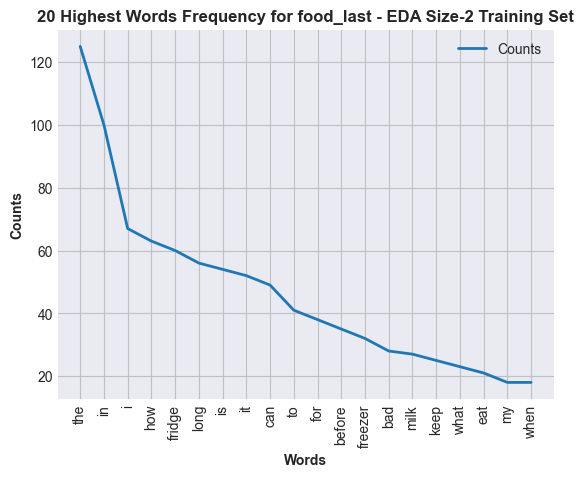 20 Highest Words Frequency for food_last - EDA Size-2 Training Set
Counts
120
100
80
60
40
20
Counts
the
in
i
how
fridge
long
is
it
can
to
for
before
freezer
bad
milk
keep
what
eat
my
when
Words